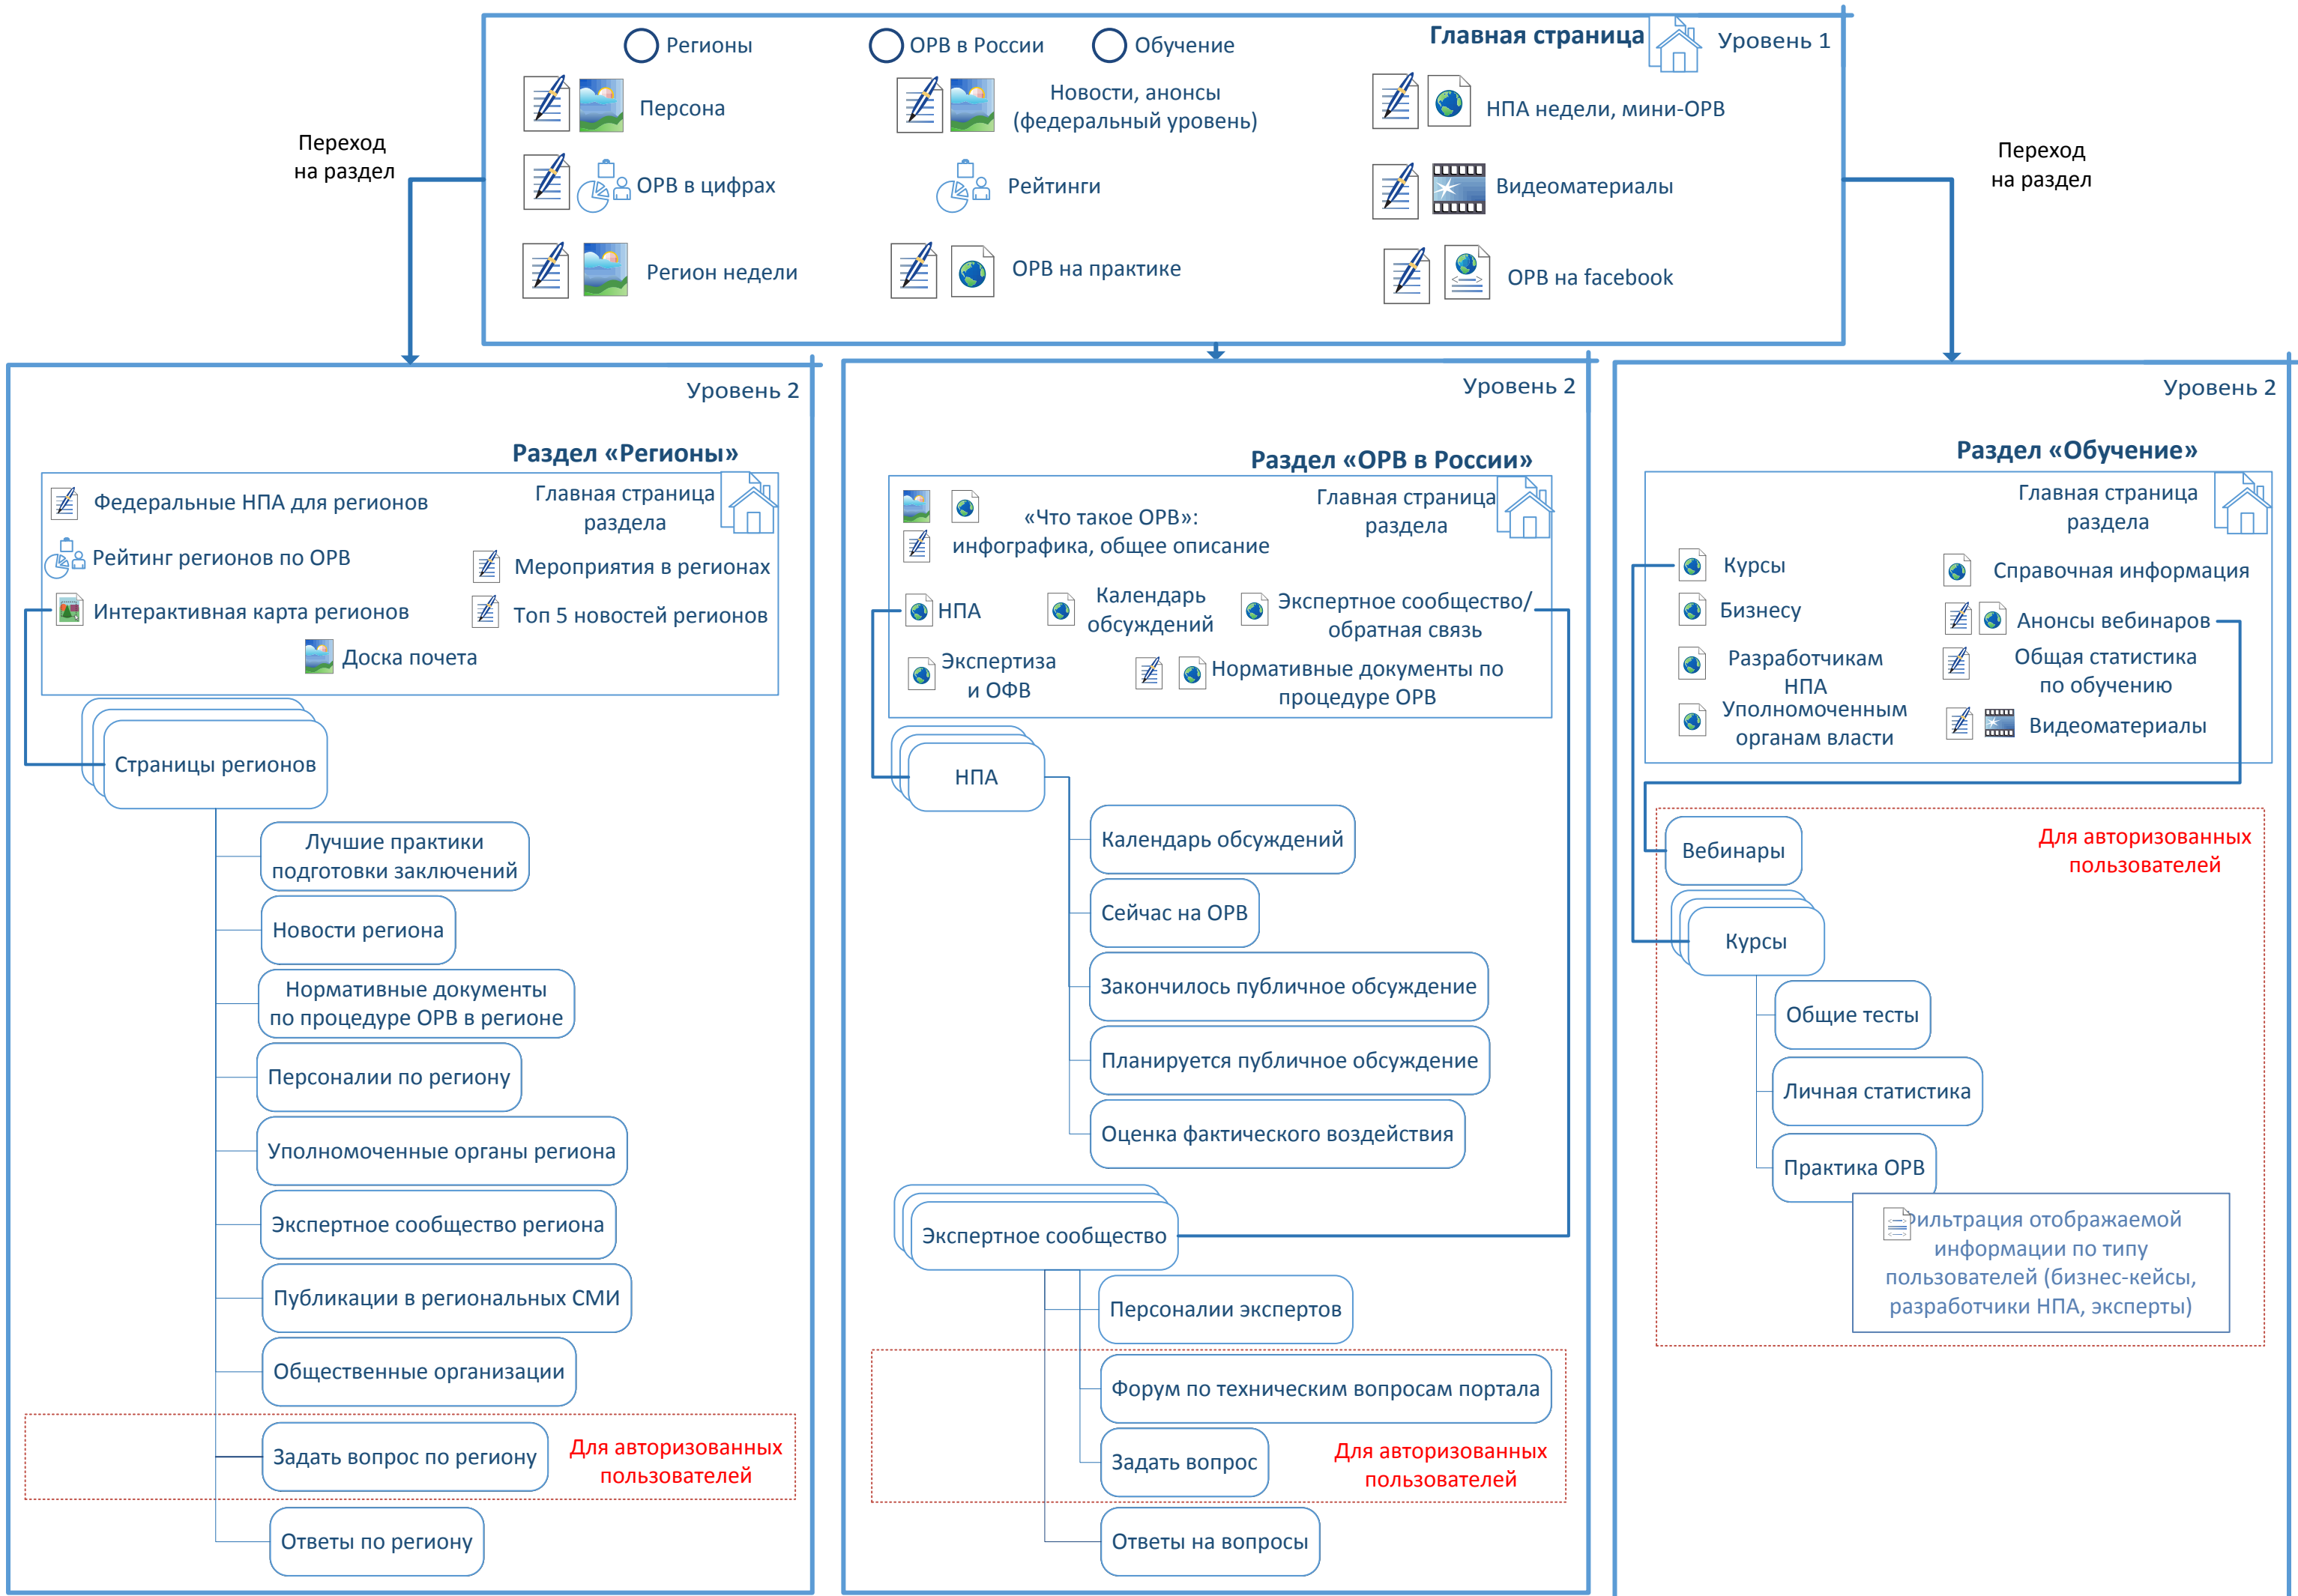 Регионы
ОРВ в России
Обучение
Главная страница
Уровень 1
Персона
Новости, анонсы
(федеральный уровень)
НПА недели, мини-ОРВ
ОРВ в цифрах
Рейтинги
Видеоматериалы
Регион недели
ОРВ на практике
ОРВ на facebook
Переход
на раздел
Переход
на раздел
Уровень 2
Раздел «Регионы»
Федеральные НПА для регионов
Главная страница
раздела
Рейтинг регионов по ОРВ
Мероприятия в регионах
Интерактивная карта регионов
Топ 5 новостей регионов
Доска почета
Страницы регионов
Лучшие практики
подготовки заключений
Новости региона
Нормативные документы
по процедуре ОРВ в регионе
Персоналии по региону
Уполномоченные органы региона
Экспертное сообщество региона
Публикации в региональных СМИ
Общественные организации
Задать вопрос по региону
Для авторизованных
пользователей
Ответы по региону
Уровень 2
Раздел «ОРВ в России»
«Что такое ОРВ»:
инфографика, общее описание
Главная страница
раздела
НПА
Календарь
обсуждений
Экспертное сообщество/
обратная связь
Экспертиза
и ОФВ
Нормативные документы по
процедуре ОРВ
НПА
Календарь обсуждений
Сейчас на ОРВ
Закончилось публичное обсуждение
Планируется публичное обсуждение
Оценка фактического воздействия
Экспертное сообщество
Персоналии экспертов
Форум по техническим вопросам портала
Задать вопрос
Для авторизованных
пользователей
Ответы на вопросы
Уровень 2
Раздел «Обучение»
Главная страница
раздела
Курсы
Справочная информация
Бизнесу
Анонсы вебинаров
Разработчикам
НПА
Общая статистика
по обучению
Уполномоченным
органам власти
Видеоматериалы
Для авторизованных
пользователей
Вебинары
Курсы
Общие тесты
Личная статистика
Практика ОРВ
Фильтрация отображаемой
информации по типу
пользователей (бизнес-кейсы,
разработчики НПА, эксперты)